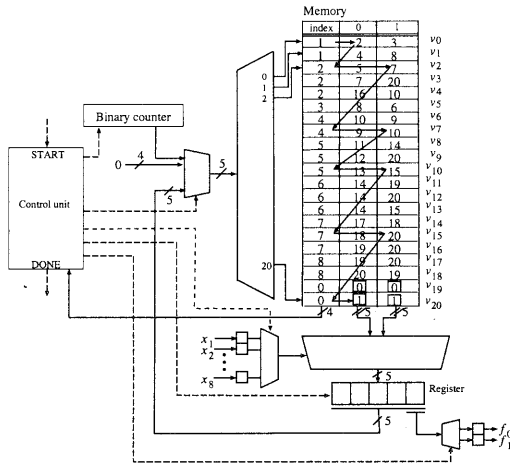 Memory
index 0 1
1 2 3 v0
1 4 8 v1
2 5 7 v2
2 7 20 v3
2 16 10 v4
3 8 6 v5
4 10 9 v6
4 9 10 v7
5 11 14 v8
5 12 20 v9
5 13 15 v10
6 14 19 v11
6 14 20 v12
6 14 15 v13
7 17 18 v14
7 18 20 v15
7 19 20 v16
8 19 20 v17
8 20 19 v18
0 0 0 v19
0 1 1 v20
4 5 5
0
1
2
20
Binary counter
START
Control unit
DONE
0 4
5
5
x1
x2
x8
5
Register
5
f0
f1